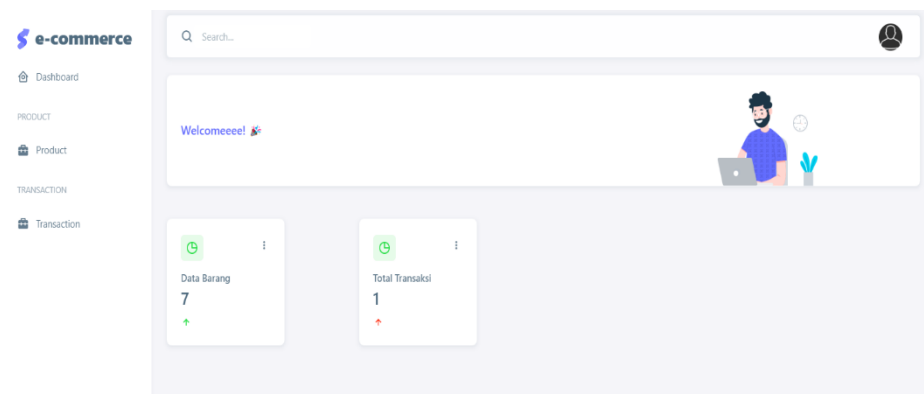 e-commerce
Dashboard
PRODUCT
Product
TRANSACTION
Transaction
Search...
Welcomeeee! 🎉
Data Barang
7
Total Transaksi
1